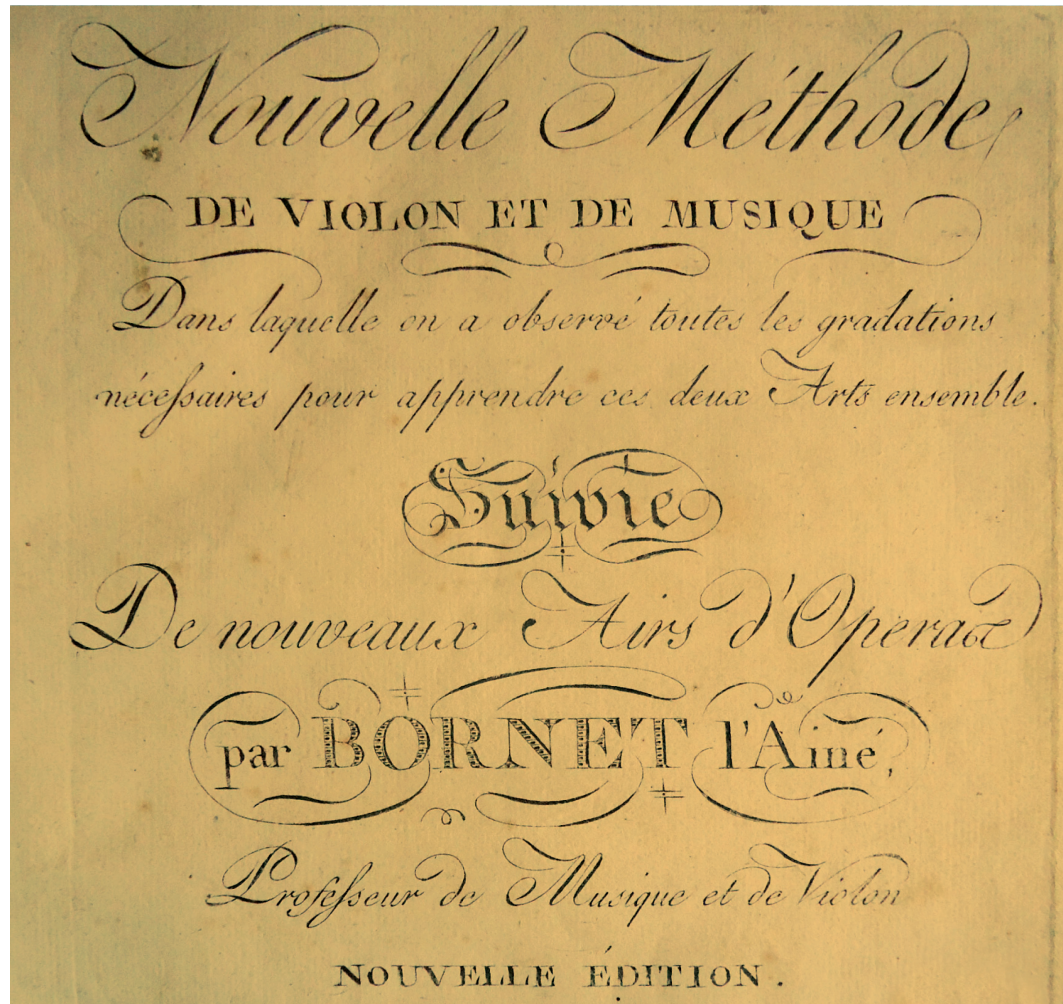 Nouvelle Méthode
DE VIOLON ET DE MUSIQUE
Dans laquelle on a observé toutes les gradations
nécessaires pour apprendre ces deux Arts ensemble.
Suivie
De nouveaux Airs d'Opera &c
par BORNET l'Ainé,
Professeur de Musique et de Violon
NOUVELLE ÉDITION.